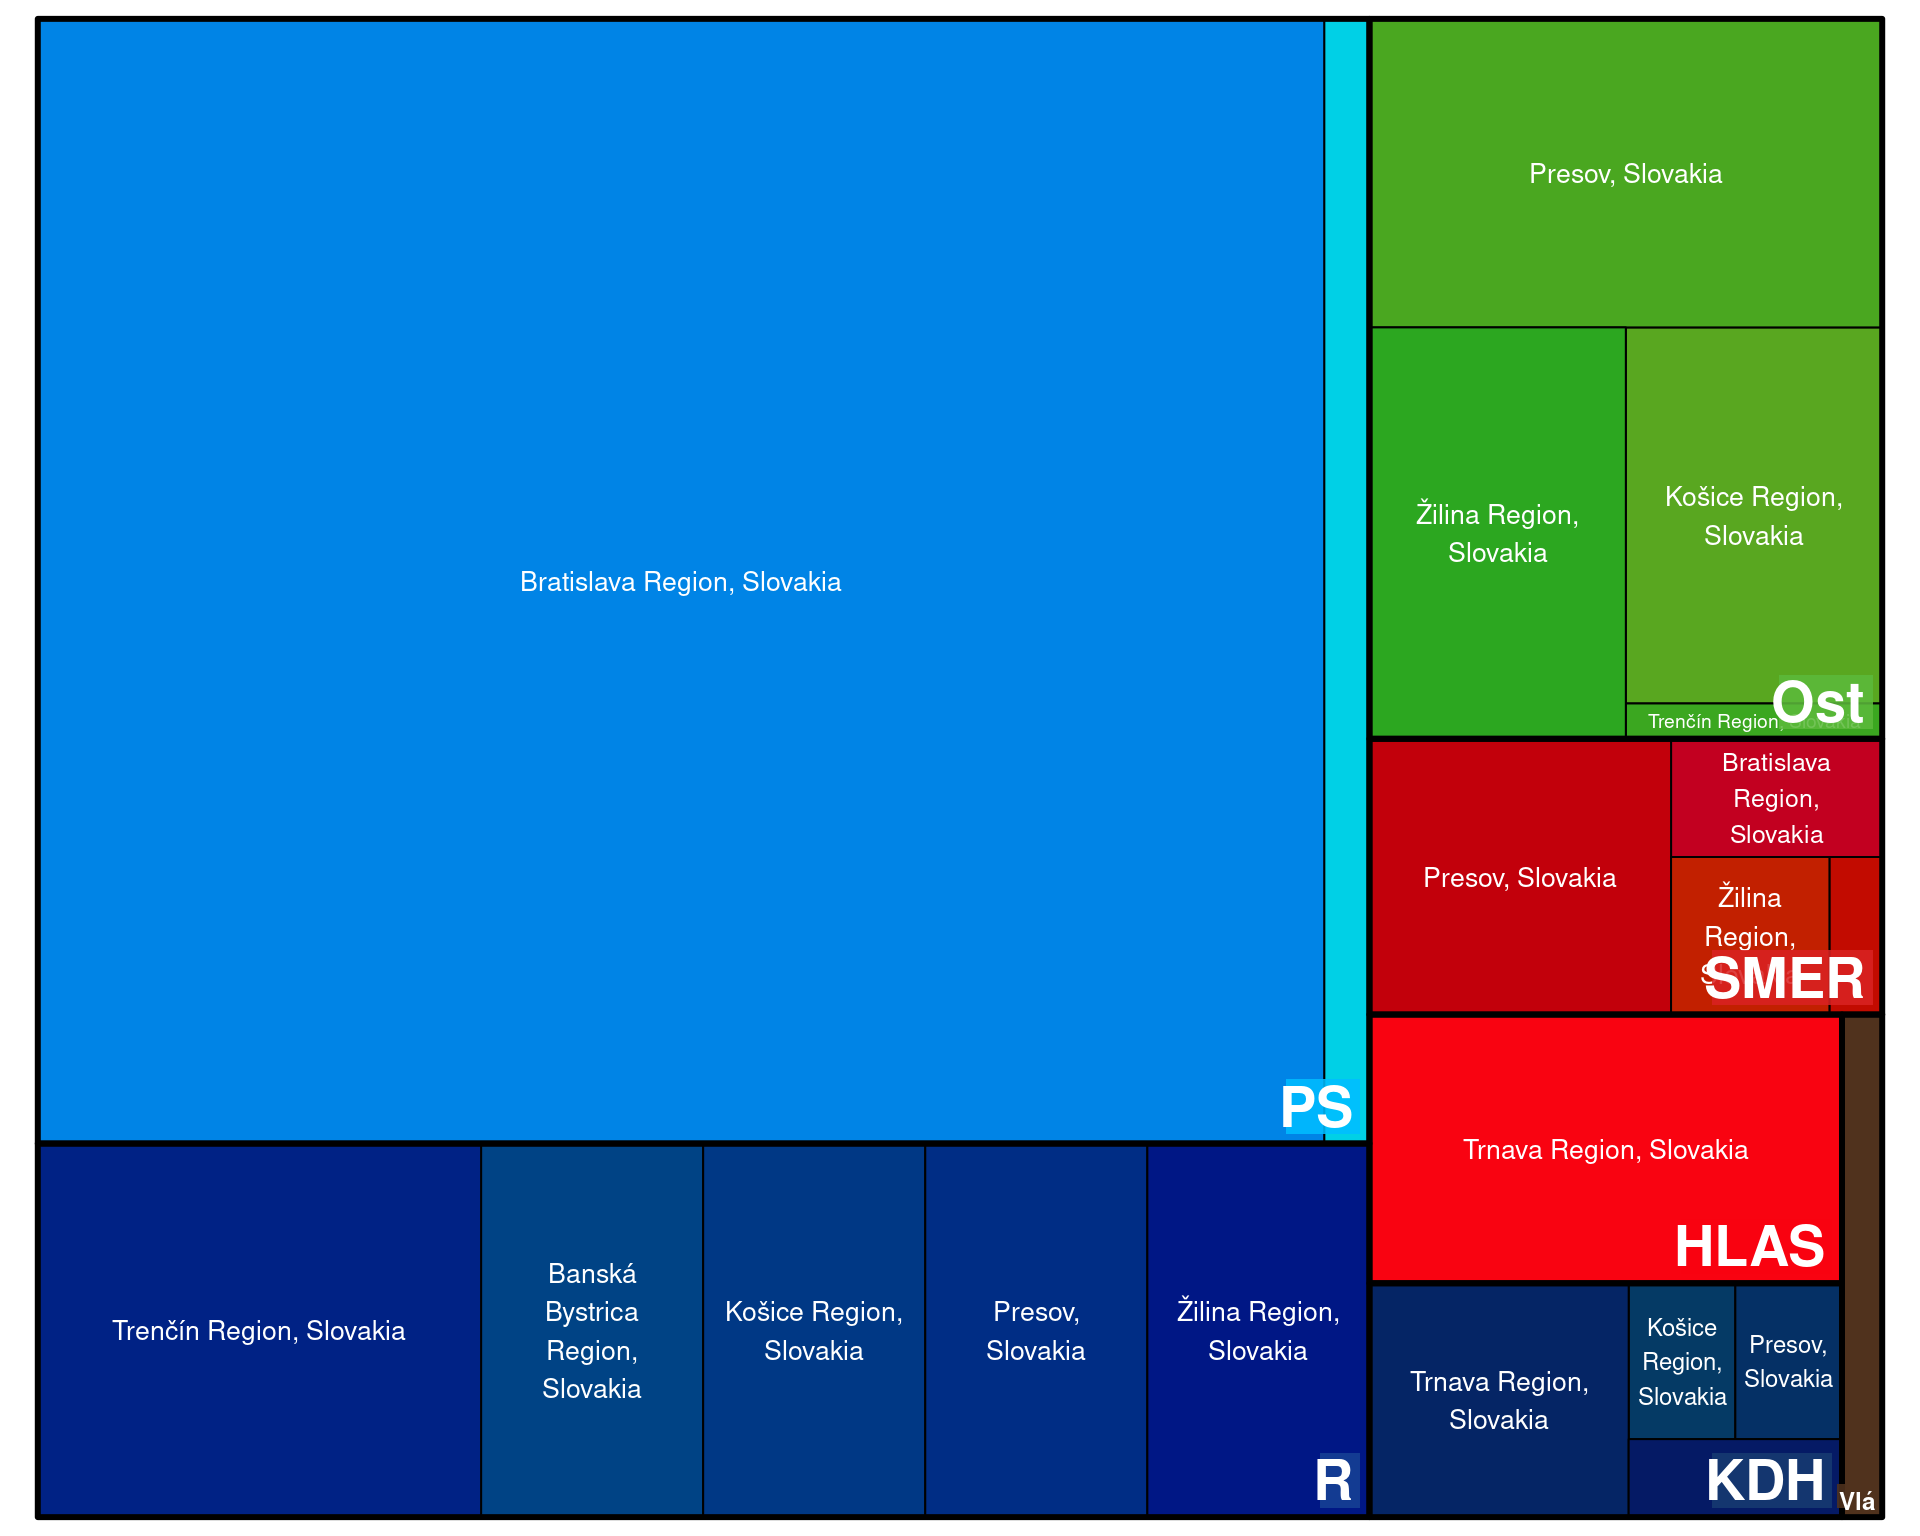 Bratislava Region, Slovakia
PS
Trenčín Region, Slovakia
Banská
Bystrica
Region,
Slovakia
Košice Region,
Slovakia
Presov,
Slovakia
Žilina Region,
Slovakia
R
Presov, Slovakia
Žilina Region,
Slovakia
Košice Region,
Slovakia
Trenčín Region, Slovakia
Ost
Presov, Slovakia
Bratislava
Region,
Slovakia
Žilina
Region,
SMER
Trnava Region, Slovakia
HLAS
Trnava Region,
Slovakia
Košice
Region,
Slovakia
Presov,
Slovakia
KDH
Vlá